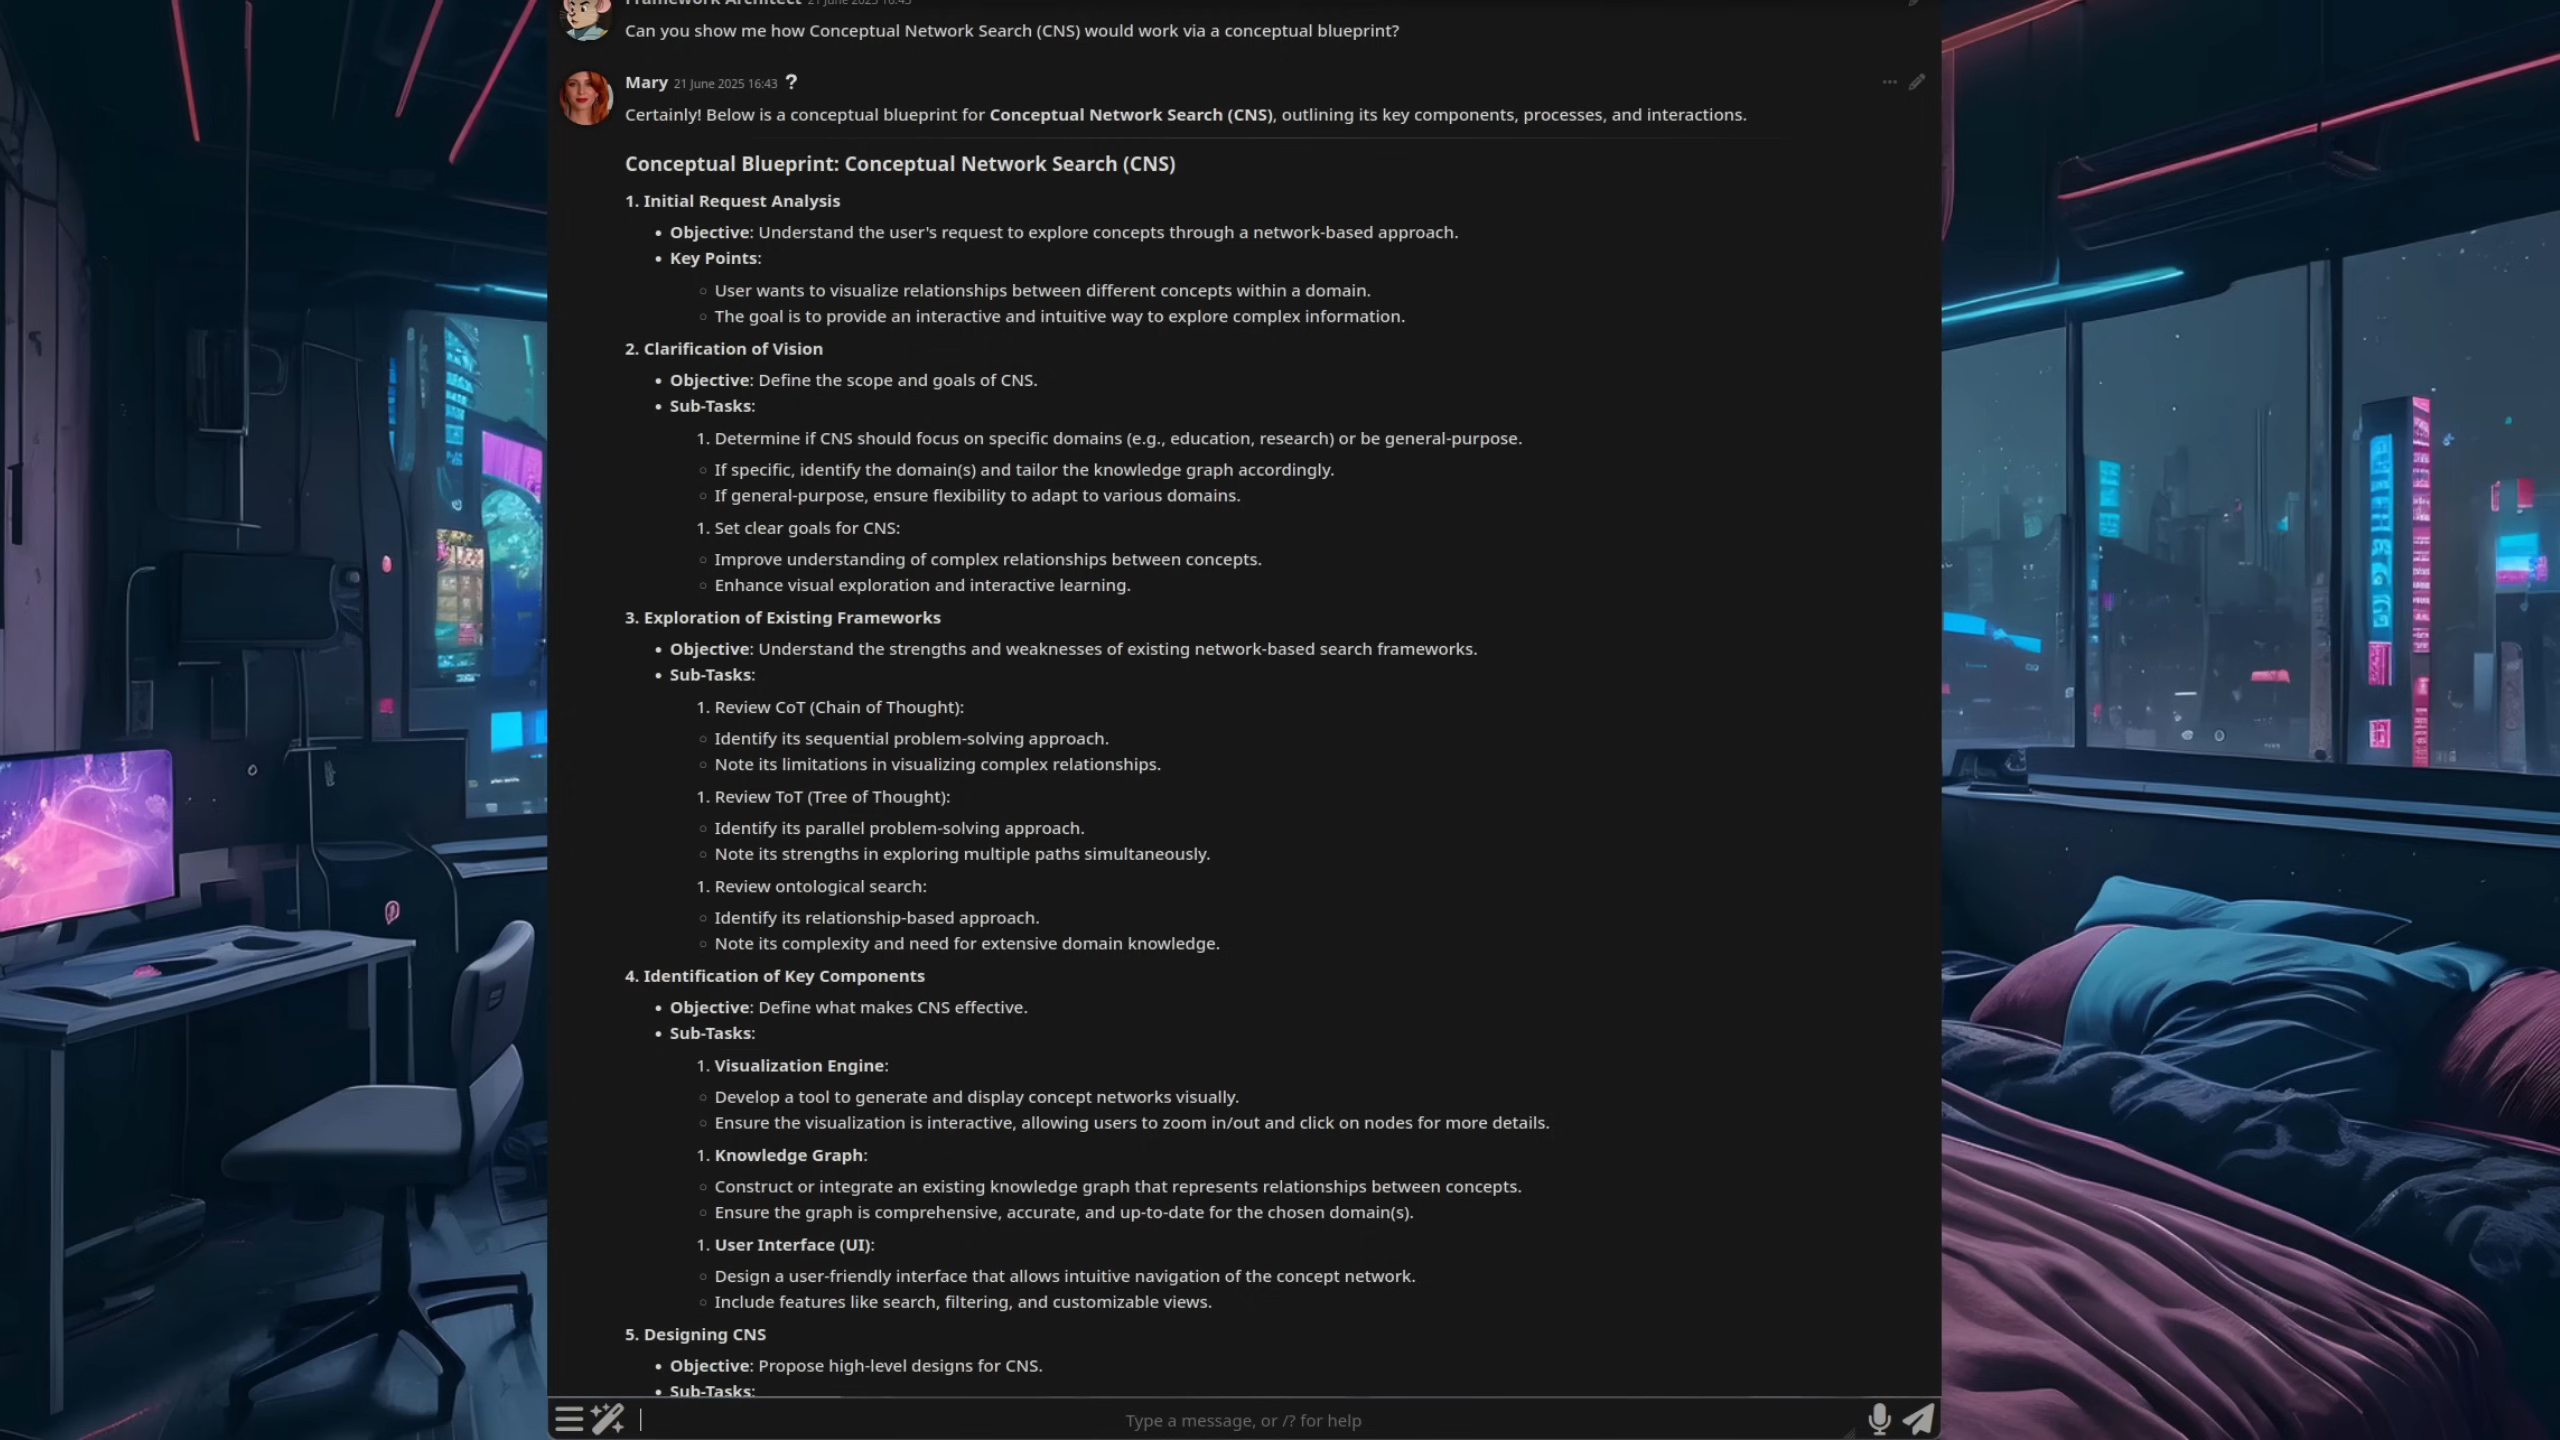 Framework Architect 21 June 2025 16:43
Can you show me how Conceptual Network Search (CNS) would work via a conceptual blueprint?
Mary 21 June 2025 16:43 ?
Certainly! Below is a conceptual blueprint for Conceptual Network Search (CNS), outlining its key components, processes, and interactions.
Conceptual Blueprint: Conceptual Network Search (CNS)
1. Initial Request Analysis
• Objective: Understand the user's request to explore concepts through a network-based approach.
• Key Points:
◦ User wants to visualize relationships between different concepts within a domain.
◦ The goal is to provide an interactive and intuitive way to explore complex information.
2. Clarification of Vision
• Objective: Define the scope and goals of CNS.
• Sub-Tasks:
1. Determine if CNS should focus on specific domains (e.g., education, research) or be general-purpose.
◦ If specific, identify the domain(s) and tailor the knowledge graph accordingly.
◦ If general-purpose, ensure flexibility to adapt to various domains.
1. Set clear goals for CNS:
◦ Improve understanding of complex relationships between concepts.
◦ Enhance visual exploration and interactive learning.
3. Exploration of Existing Frameworks
• Objective: Understand the strengths and weaknesses of existing network-based search frameworks.
• Sub-Tasks:
1. Review CoT (Chain of Thought):
◦ Identify its sequential problem-solving approach.
◦ Note its limitations in visualizing complex relationships.
1. Review ToT (Tree of Thought):
◦ Identify its parallel problem-solving approach.
◦ Note its strengths in exploring multiple paths simultaneously.
1. Review ontological search:
◦ Identify its relationship-based approach.
◦ Note its complexity and need for extensive domain knowledge.
4. Identification of Key Components
• Objective: Define what makes CNS effective.
• Sub-Tasks:
1. Visualization Engine:
◦ Develop a tool to generate and display concept networks visually.
◦ Ensure the visualization is interactive, allowing users to zoom in/out and click on nodes for more details.
1. Knowledge Graph:
◦ Construct or integrate an existing knowledge graph that represents relationships between concepts.
◦ Ensure the graph is comprehensive, accurate, and up-to-date for the chosen domain(s).
1. User Interface (UI):
◦ Design a user-friendly interface that allows intuitive navigation of the concept network.
◦ Include features like search, filtering, and customizable views.
5. Designing CNS
• Objective: Propose high-level designs for CNS.
• Sub-Tasks:
Type a message, or /? for help